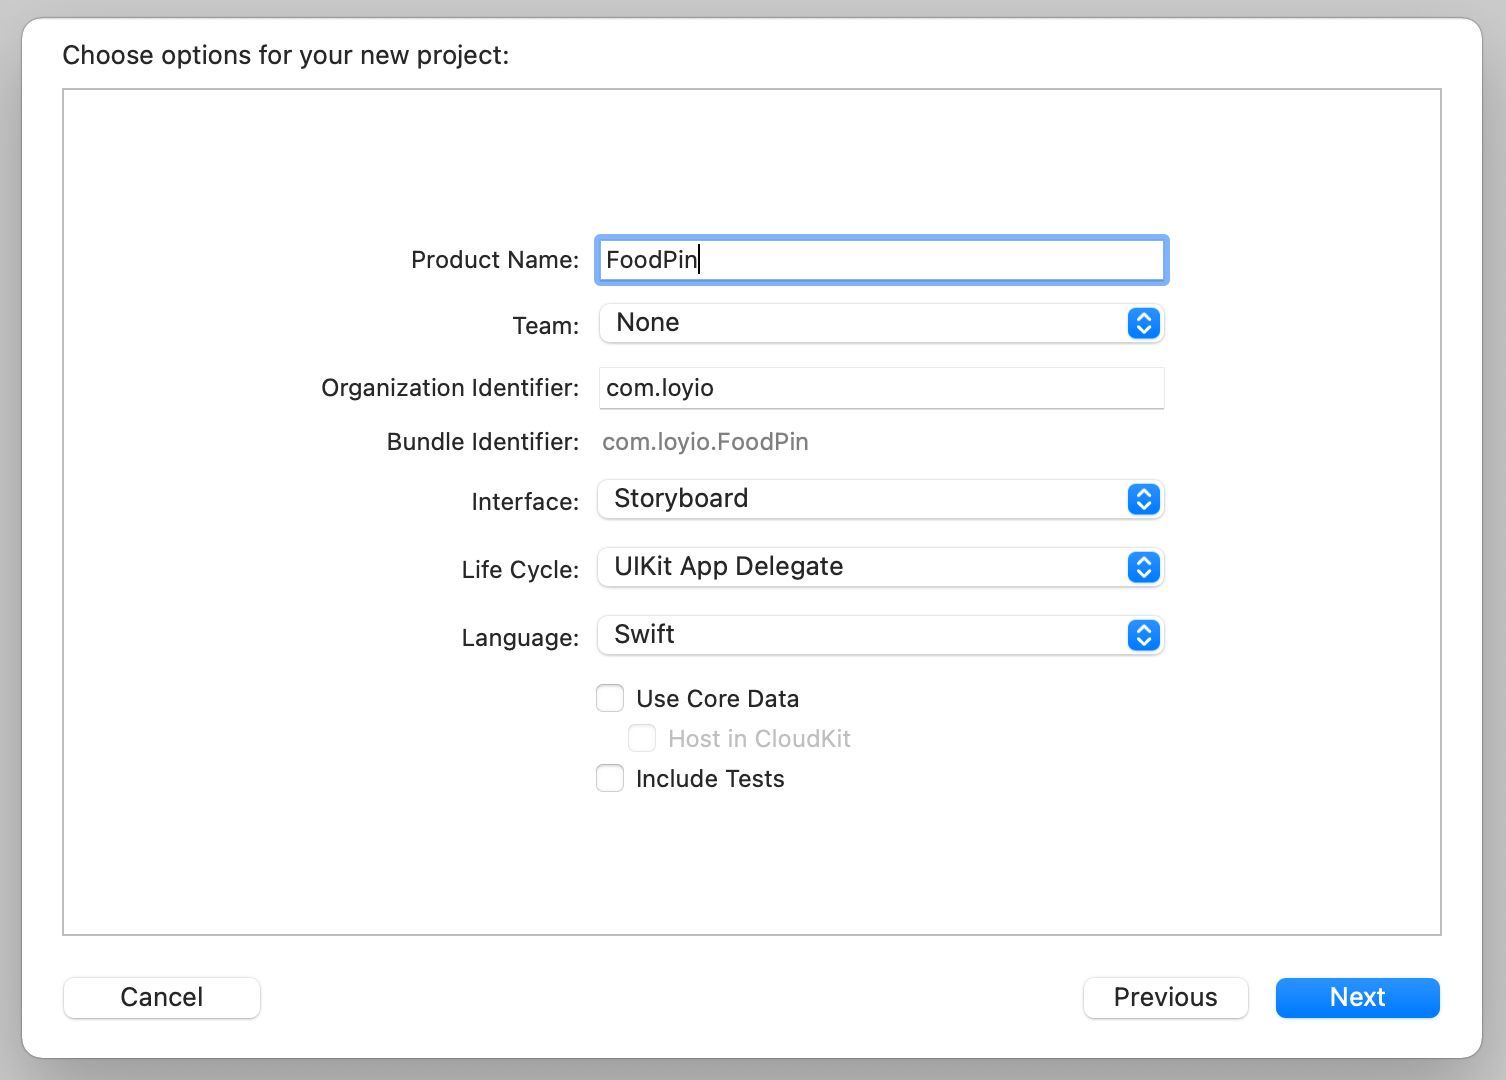 Choose options for your new project:
Product Name: FoodPin
Team: None
Organization Identifier: com.loyio
Bundle Identifier: com.loyio.FoodPin
Interface: Storyboard
Life Cycle: UIKit App Delegate
Language: Swift
Use Core Data
Host in CloudKit
Include Tests
Cancel Previous Next